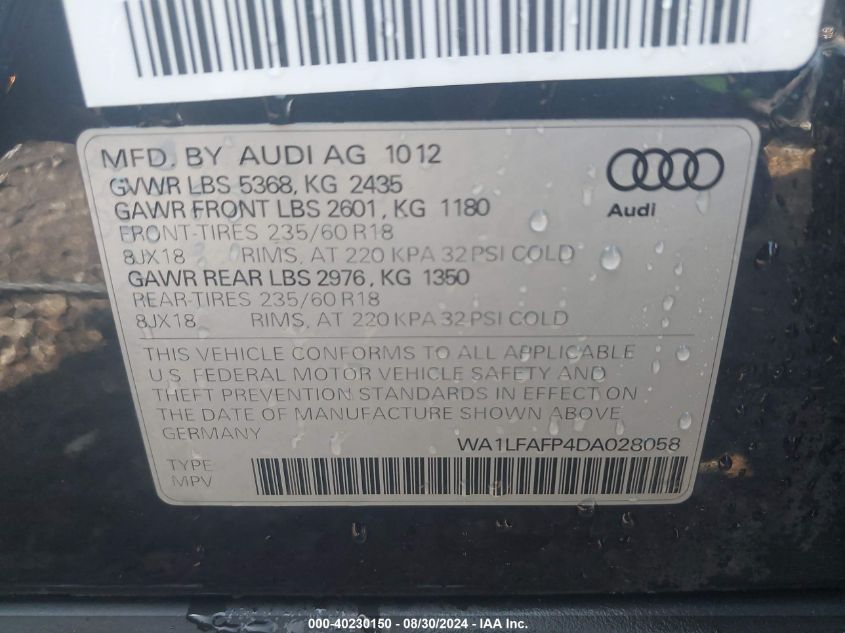 MFD. BY AUDI AG 1012
GVWR LBS 5368, KG 2435
GAWR FRONT LBS 2601, KG 1180
FRONT-TIRES 235/60 R18
8JX18 RIMS, AT 220 KPA 32 PSI COLD
GAWR REAR LBS 2976, KG 1350
REAR-TIRES 235/60 R18
8JX18 RIMS, AT 220 KPA 32 PSI COLD
Audi
THIS VEHICLE CONFORMS TO ALL APPLICABLE
U.S. FEDERAL MOTOR VEHICLE SAFETY AND
THEFT PREVENTION STANDARDS IN EFFECT ON
THE DATE OF MANUFACTURE SHOWN ABOVE
GERMANY
WA1LFAFP4DA028058
TYPE
MPV
000-40230150 - 08/30/2024 - IAA Inc.